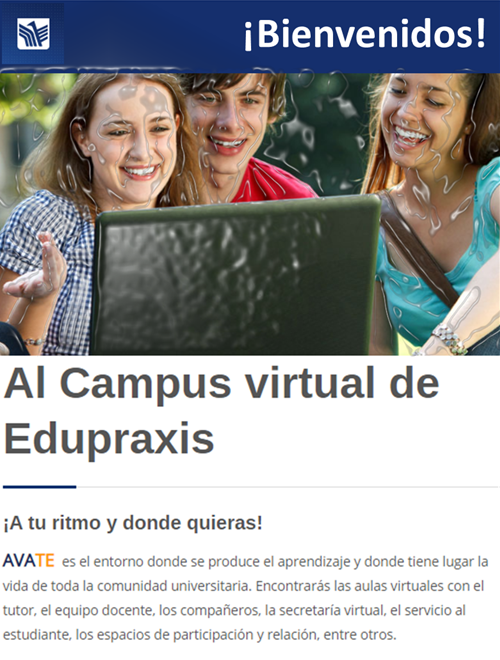 ¡Bienvenidos!
Al Campus virtual de
Edupraxis
¡A tu ritmo y donde quieras!
AVATE es el entorno donde se produce el aprendizaje y donde tiene lugar la
vida de toda la comunidad universitaria. Encontrarás las aulas virtuales con el
tutor, el equipo docente, los compañeros, la secretaría virtual, el servicio al
estudiante, los espacios de participación y relación, entre otros.